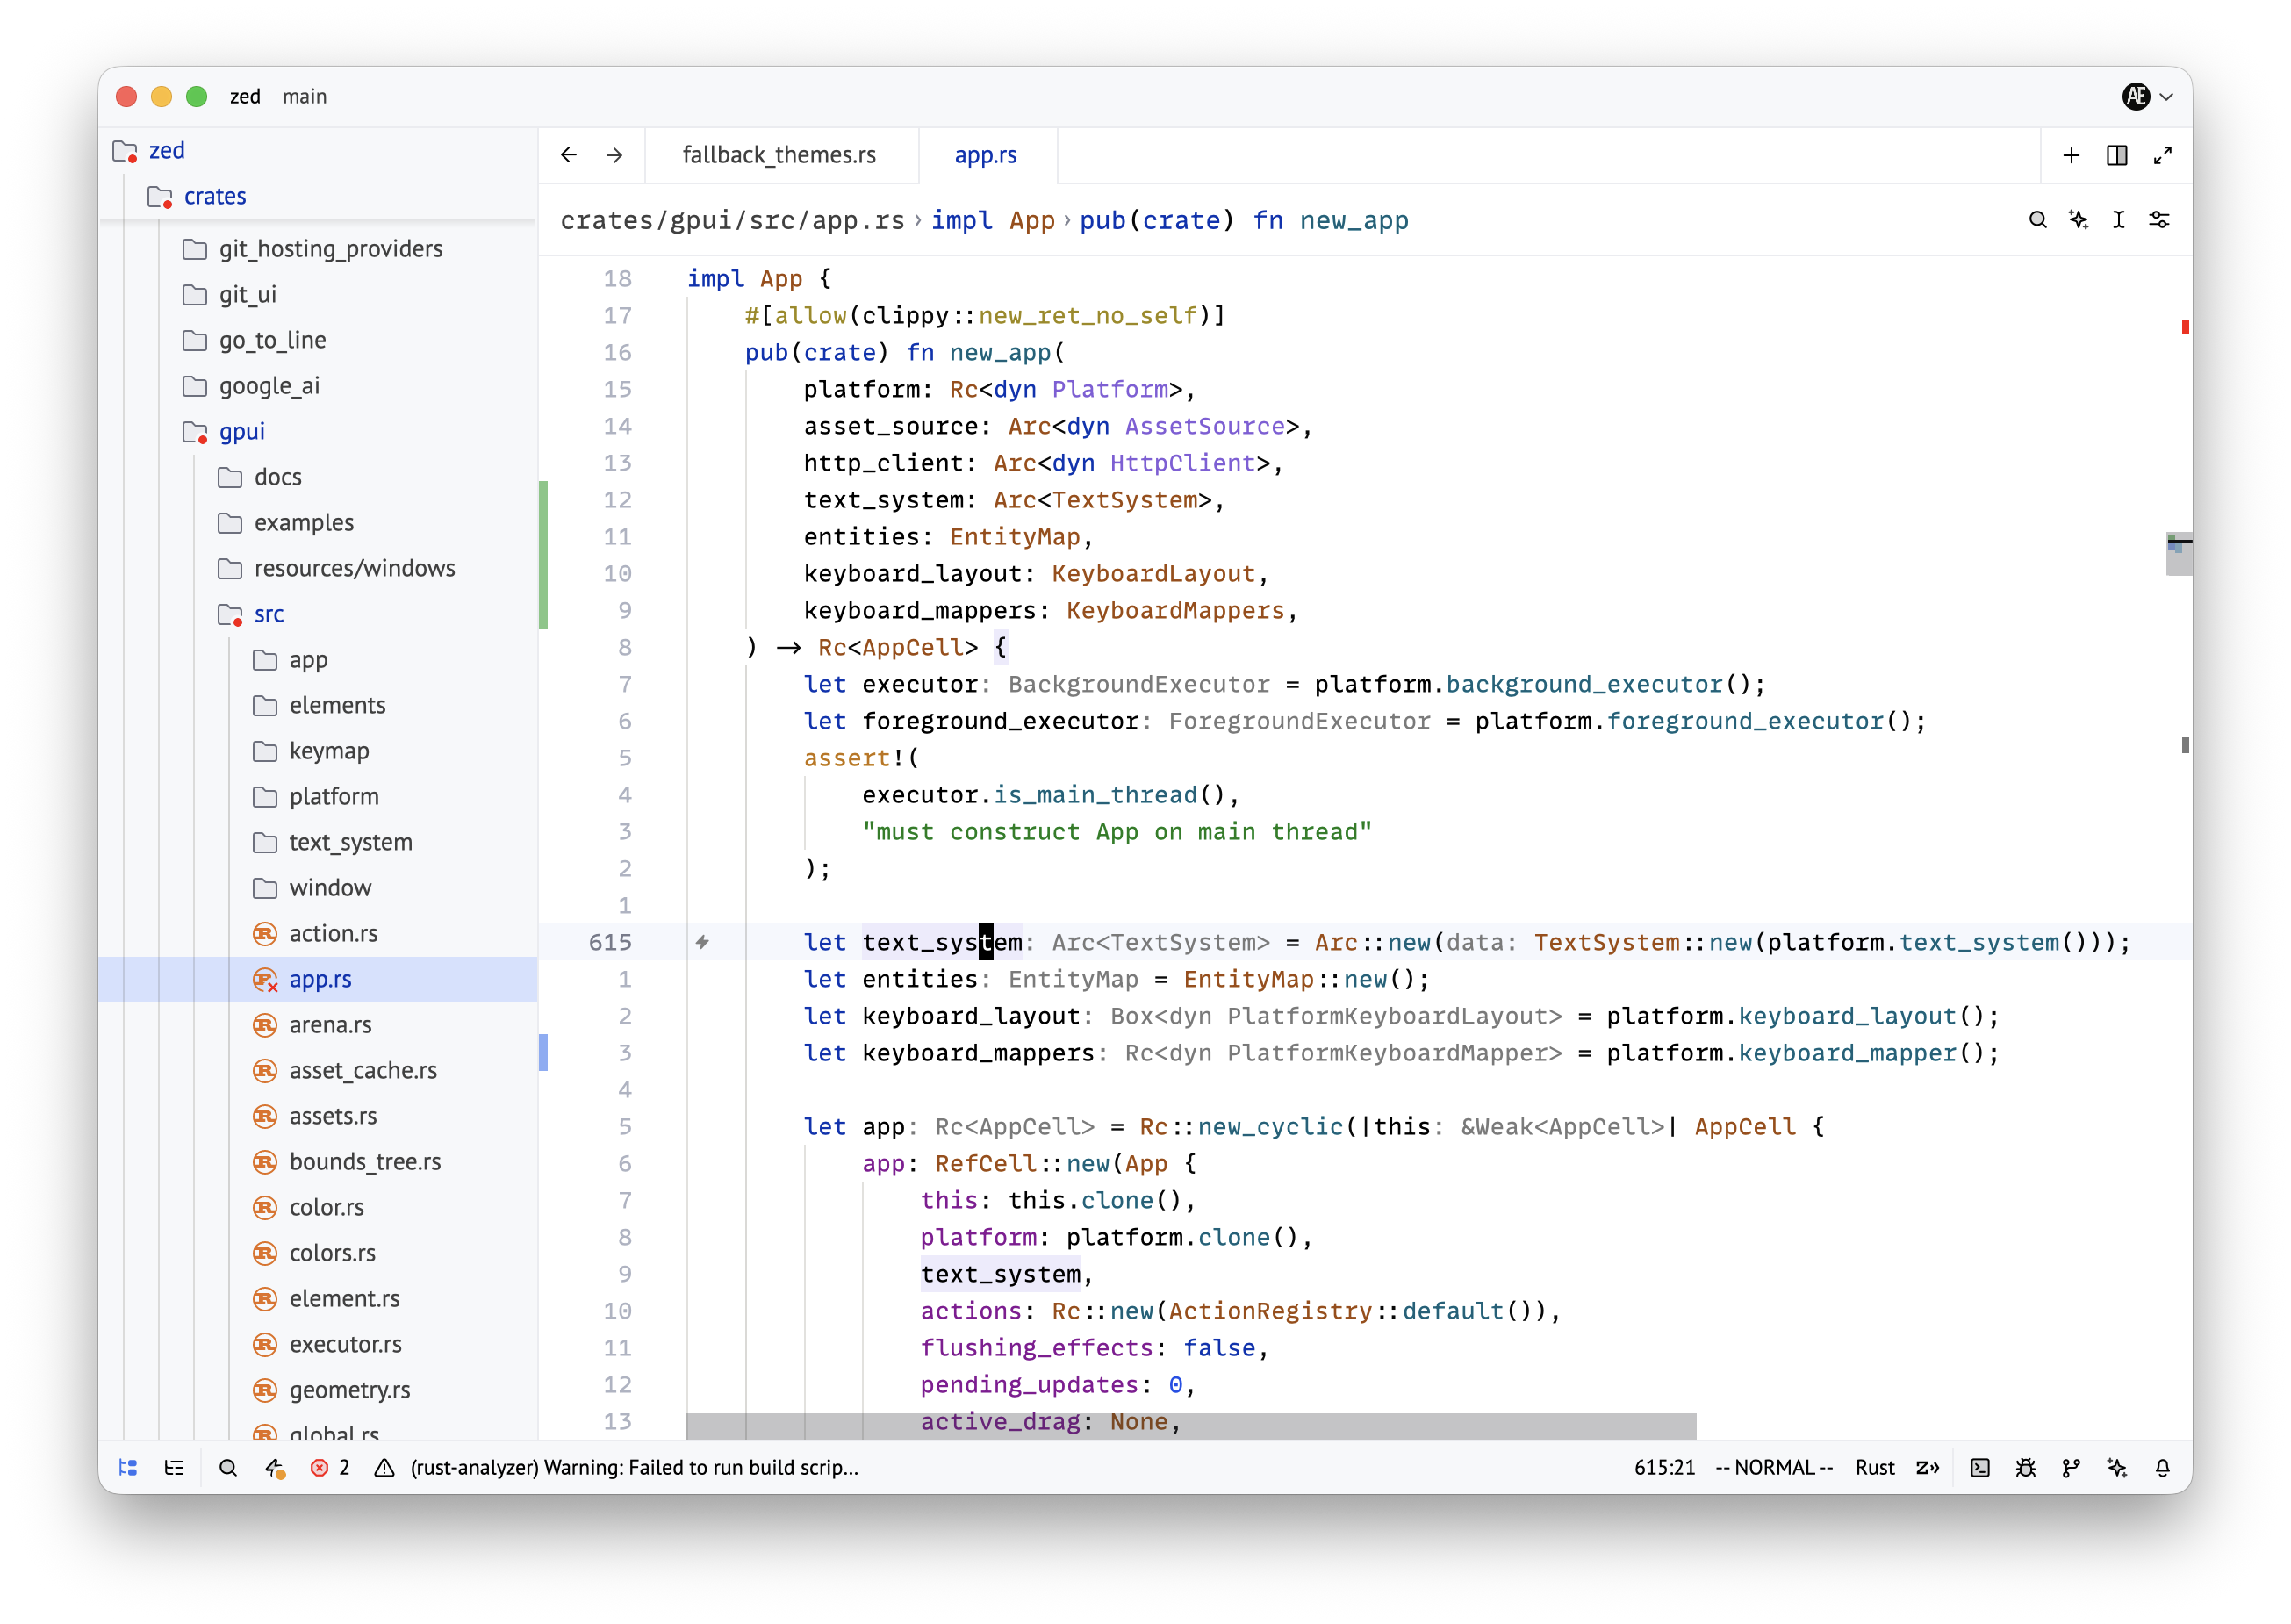 zed main
AE
zed
crates
git_hosting_providers
git_ui
go_to_line
google_ai
gpui
docs
examples
resources/windows
src
app
elements
keymap
platform
text_system
window
action.rs
app.rs
arena.rs
asset_cache.rs
assets.rs
bounds_tree.rs
color.rs
colors.rs
element.rs
executor.rs
geometry.rs
global.rs
fallback_themes.rs app.rs
crates/gpui/src/app.rs › impl App › pub(crate) fn new_app
18 impl App {
17 #[allow(clippy::new_ret_no_self)]
16 pub(crate) fn new_app(
15 platform: Rc<dyn Platform>,
14 asset_source: Arc<dyn AssetSource>,
13 http_client: Arc<dyn HttpClient>,
12 text_system: Arc<TextSystem>,
11 entities: EntityMap,
10 keyboard_layout: KeyboardLayout,
9 keyboard_mappers: KeyboardMappers,
8 ) → Rc<AppCell> {
7 let executor: BackgroundExecutor = platform.background_executor();
6 let foreground_executor: ForegroundExecutor = platform.foreground_executor();
5 assert!(
4 executor.is_main_thread(),
3 "must construct App on main thread"
2 );
1
615 let text_system: Arc<TextSystem> = Arc::new(data: TextSystem::new(platform.text_system()));
1 let entities: EntityMap = EntityMap::new();
2 let keyboard_layout: Box<dyn PlatformKeyboardLayout> = platform.keyboard_layout();
3 let keyboard_mappers: Rc<dyn PlatformKeyboardMapper> = platform.keyboard_mapper();
4
5 let app: Rc<AppCell> = Rc::new_cyclic(|this: &Weak<AppCell>| AppCell {
6 app: RefCell::new(App {
7 this: this.clone(),
8 platform: platform.clone(),
9 text_system,
10 actions: Rc::new(ActionRegistry::default()),
11 flushing_effects: false,
12 pending_updates: 0,
13 active_drag: None,
2 (rust-analyzer) Warning: Failed to run build scrip... 615:21 -- NORMAL -- Rust